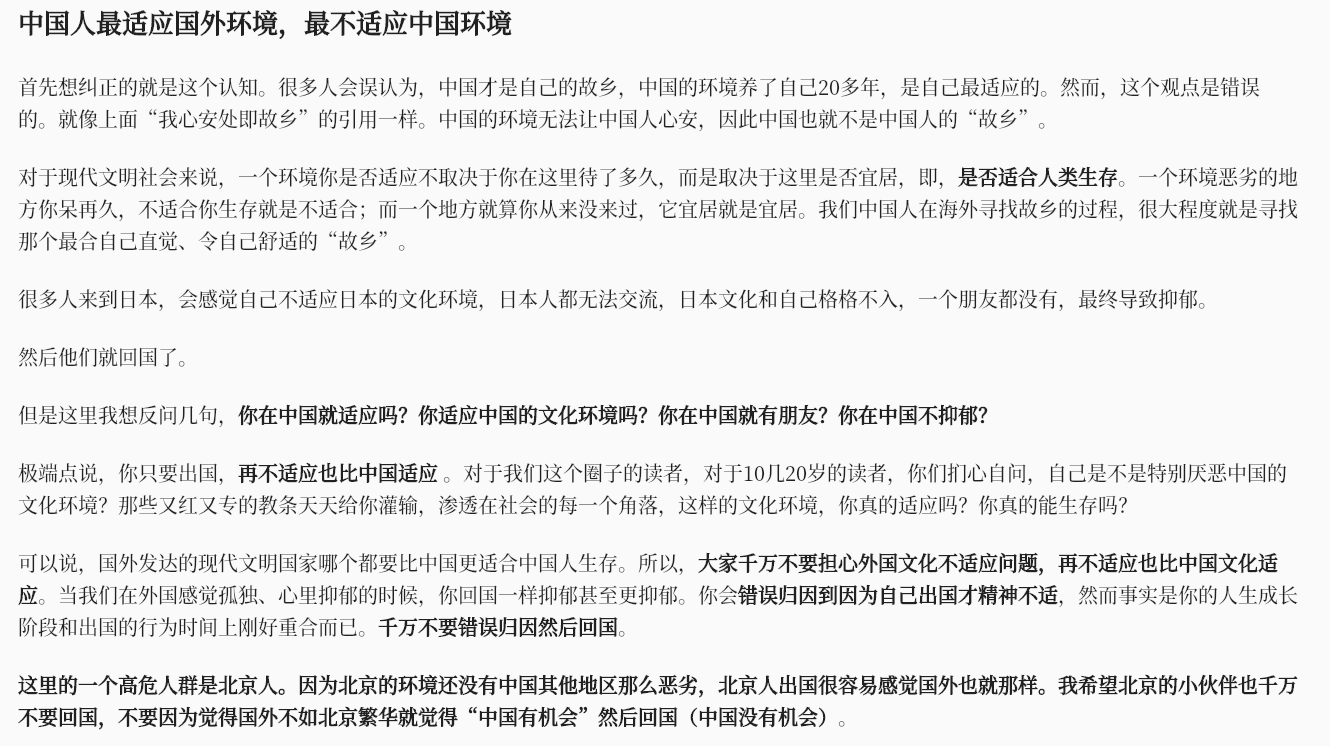 中国人最适应国外环境，最不适应中国环境
首先想纠正的就是这个认知。很多人会误认为，中国才是自己的故乡，中国的环境养了自己20多年，是自己最适应的。然而，这个观点是错误
的。就像上面“我心安处即故乡”的引用一样。中国的环境无法让中国人心安，因此中国也就不是中国人的“故乡”。
对于现代文明社会来说，一个环境你是否适应不取决于你在这里待了多久，而是取决于这里是否宜居，即，是否适合人类生存。一个环境恶劣的地
方你呆再久，不适合你生存就是不适合；而一个地方就算你从来没来过，它宜居就是宜居。我们中国人在海外寻找故乡的过程，很大程度就是寻找
那个最合自己直觉、令自己舒适的“故乡”。
很多人来到日本，会感觉自己不适应日本的文化环境，日本人都无法交流，日本文化和自己格格不入，一个朋友都没有，最终导致抑郁。
然后他们就回国了。
但是这里我想反问几句，你在中国就适应吗？你适应中国的文化环境吗？你在中国就有朋友？你在中国不抑郁？
极端点说，你只要出国，再不适应也比中国适应 。对于我们这个圈子的读者，对于10几20岁的读者，你们扪心自问，自己是不是特别厌恶中国的
文化环境？那些又红又专的教条天天给你灌输，渗透在社会的每一个角落，这样的文化环境，你真的适应吗？你真的能生存吗？
可以说，国外发达的现代文明国家哪个都要比中国更适合中国人生存。所以，大家千万不要担心外国文化不适应问题，再不适应也比中国文化适
应。当我们在外国感觉孤独、心里抑郁的时候，你回国一样抑郁甚至更抑郁。你会错误归因到因为自己出国才精神不适，然而事实是你的人生成长
阶段和出国的行为时间上刚好重合而已。千万不要错误归因然后回国。
这里的一个高危人群是北京人。因为北京的环境还没有中国其他地区那么恶劣，北京人出国很容易感觉国外也就那样。我希望北京的小伙伴也千万
不要回国，不要因为觉得国外不如北京繁华就觉得“中国有机会”然后回国（中国没有机会）。